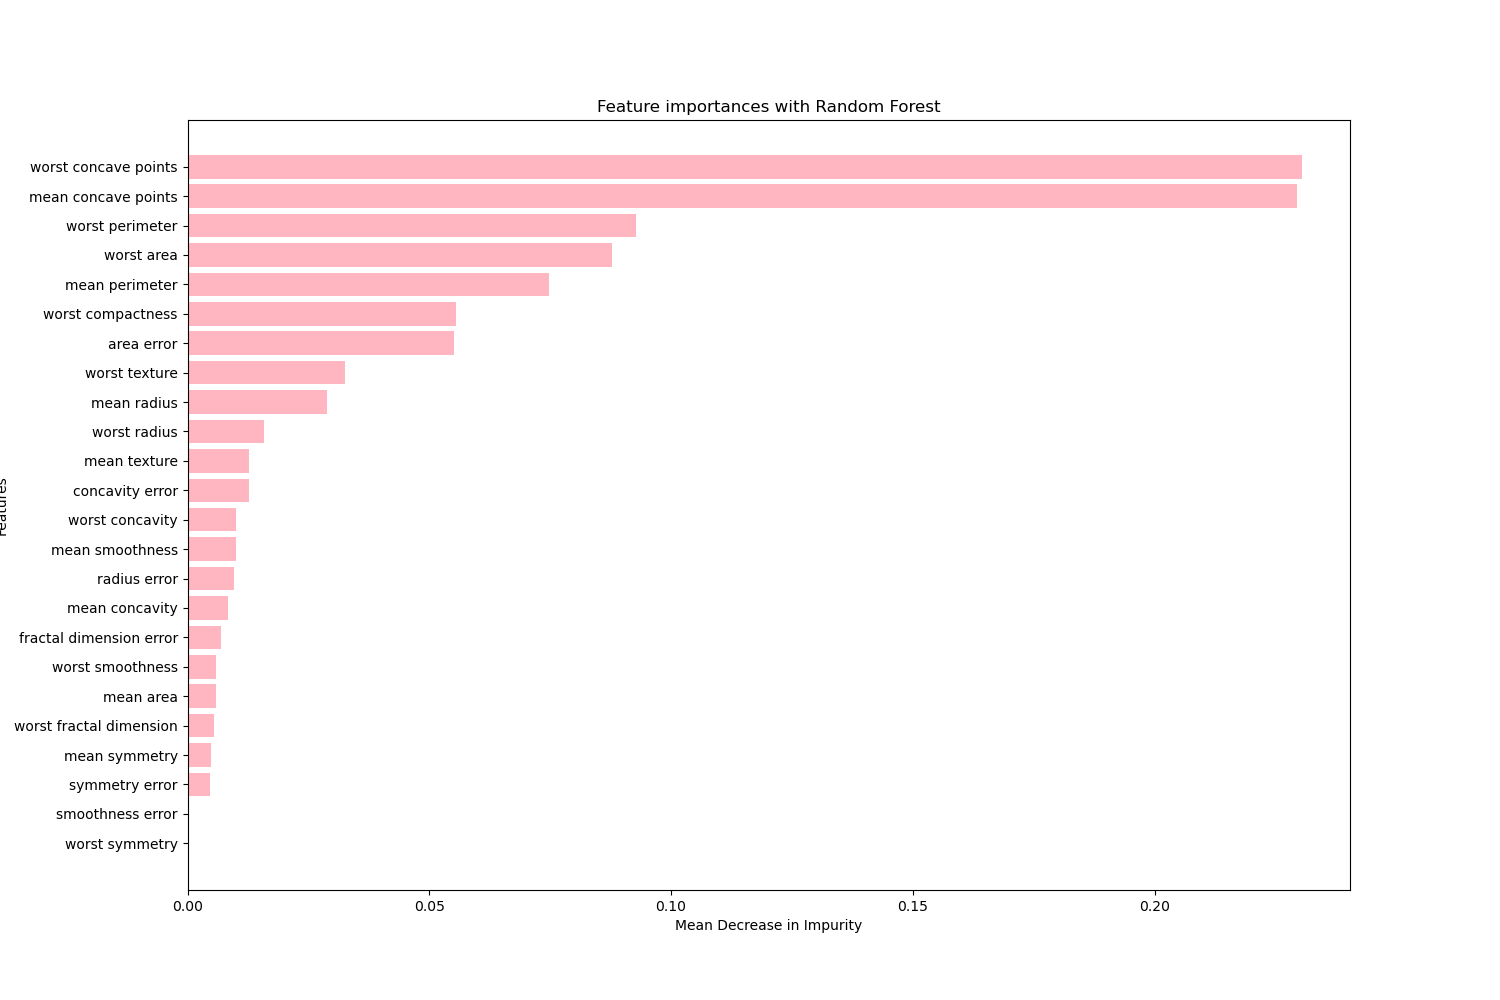 Feature importances with Random Forest
worst concave points
mean concave points
worst perimeter
worst area
mean perimeter
worst compactness
area error
worst texture
mean radius
worst radius
mean texture
concavity error
worst concavity
mean smoothness
radius error
mean concavity
fractal dimension error
worst smoothness
mean area
worst fractal dimension
mean symmetry
symmetry error
smoothness error
worst symmetry
Features
0.00 0.05 0.10 0.15 0.20
Mean Decrease in Impurity